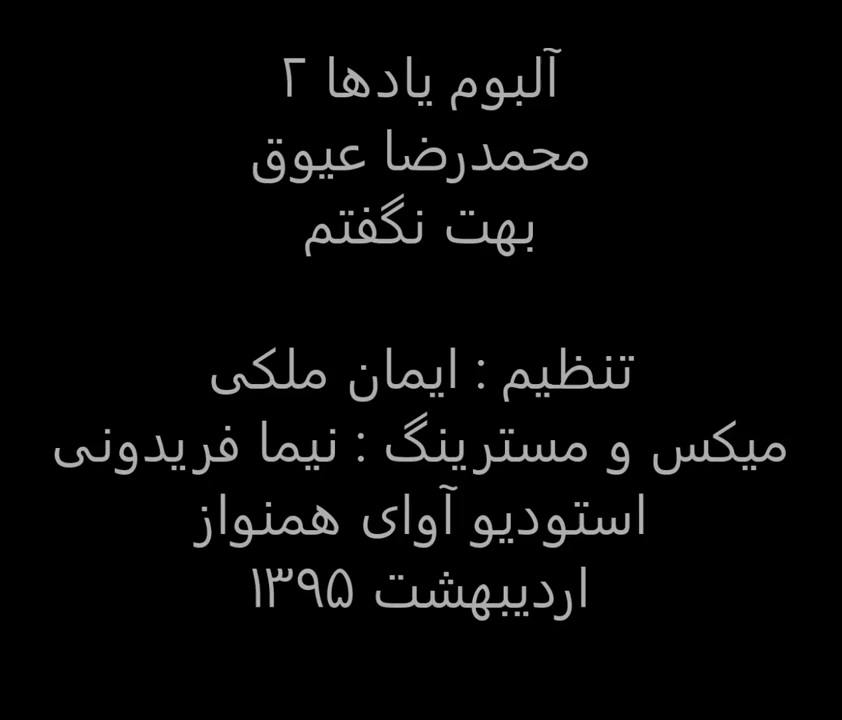 آلبوم یادها ۲
محمدرضا عیوق
بهت نگفتم
تنظیم : ایمان ملکی
میکس و مسترینگ : نیما فریدونی
استودیو آوای همنواز
اردیبهشت ۱۳۹۵